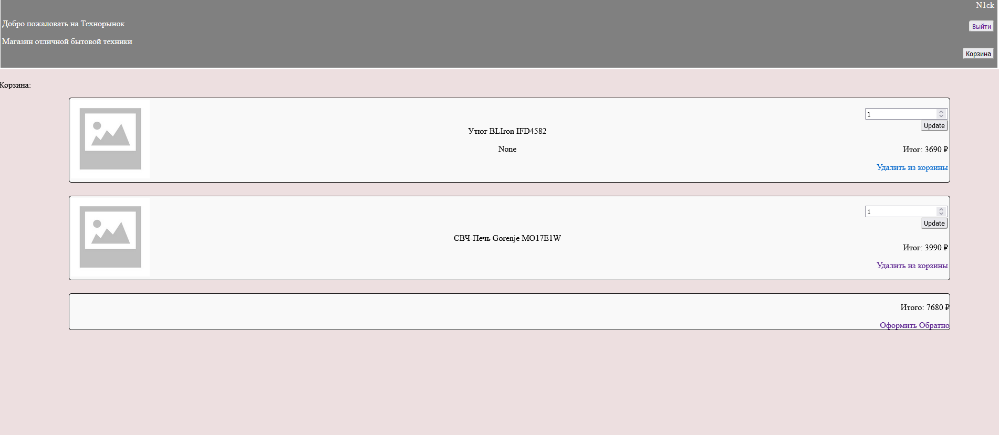 N1ck
Добро пожаловать на Технорынок
Выйти
Магазин отличной бытовой техники
Корзина
Корзина:
1
Update
Утюг BLIron IFD4582
None
Итог: 3690 ₽
Удалить из корзины
1
Update
СВЧ-Печь Gorenje MO17E1W
Итог: 3990 ₽
Удалить из корзины
Итого: 7680 ₽
Оформить Обратно